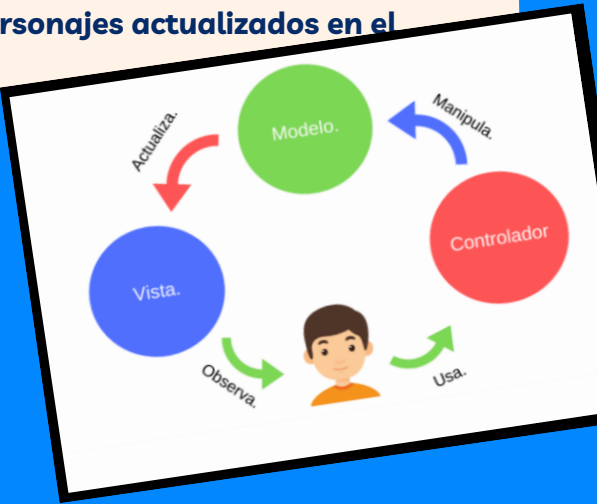 rsonajes actualizados en el
Actualiza.
Modelo.
Manipula.
Vista.
Controlador
Observa.
Usa.